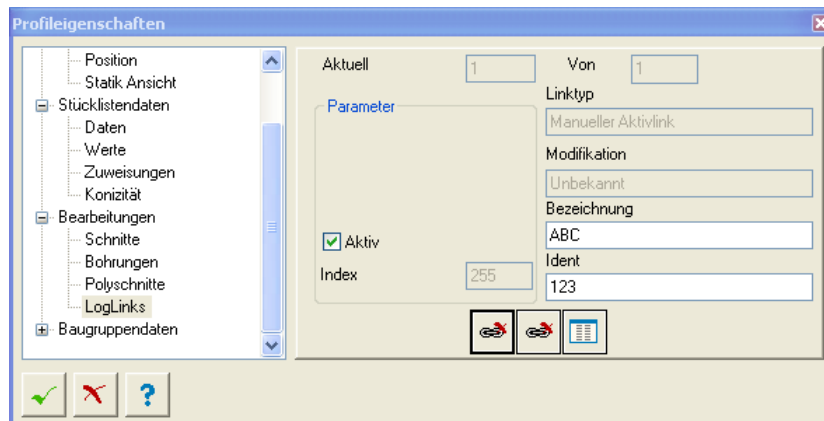 Profileigenschaften
Position
Statik Ansicht
Stücklistendaten
Daten
Werte
Zuweisungen
Konizität
Bearbeitungen
Schnitte
Bohrungen
Polyschnitte
LogLinks
Baugruppendaten
Aktuell 1 Von 1
Parameter
Aktiv
Index 255
Linktyp
Manueller Aktivlink
Modifikation
Unbekannt
Bezeichnung
ABC
Ident
123
?